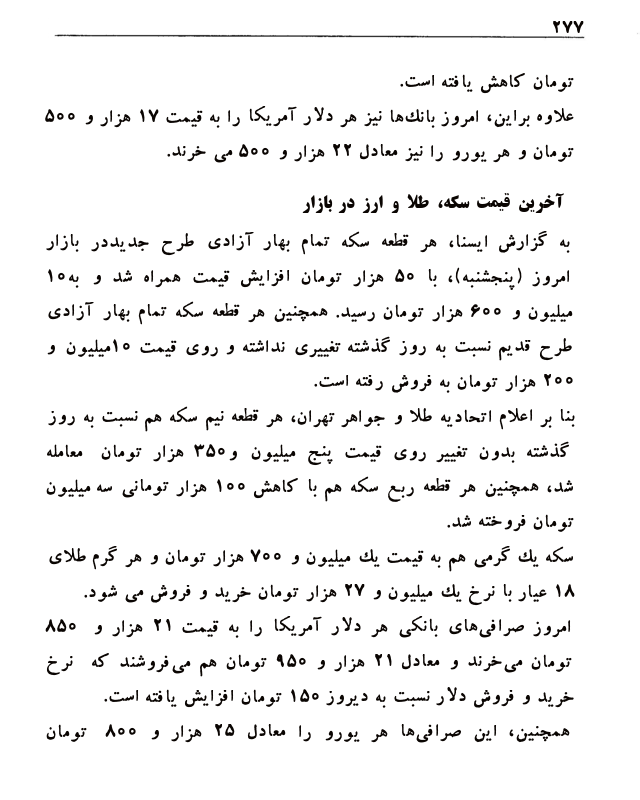 ۲۷۷
تومان کاهش یافته است.
علاوه براین، امروز بانك‌ها نیز هر دلار آمریکا را به قیمت ۱۷ هزار و ۵۰۰
تومان و هر یورو را نیز معادل ۲۲ هزار و ۵۰۰ می خرند.
آخرین قیمت سکه، طلا و ارز در بازار
به گزارش ایسنا، هر قطعه سکه تمام بهار آزادی طرح جدیددر بازار
امروز (پنجشنبه)، با ۵۰ هزار تومان افزایش قیمت همراه شد و به۱۰
میلیون و ۶۰۰ هزار تومان رسید. همچنین هر قطعه سکه تمام بهار آزادی
طرح قدیم نسبت به روز گذشته تغییری نداشته و روی قیمت ۱۰میلیون و
۲۰۰ هزار تومان به فروش رفته است.
بنا بر اعلام اتحادیه طلا و جواهر تهران، هر قطعه نیم سکه هم نسبت به روز
گذشته بدون تغییر روی قیمت پنج میلیون و۳۵۰ هزار تومان معامله
شد، همچنین هر قطعه ربع سکه هم با کاهش ۱۰۰ هزار تومانی سه میلیون
تومان فروخته شد.
سکه یك گرمی هم به قیمت یك میلیون و ۷۰۰ هزار تومان و هر گرم طلای
۱۸ عیار با نرخ یك میلیون و ۲۷ هزار تومان خرید و فروش می شود.
امروز صرافی‌های بانکی هر دلار آمریکا را به قیمت ۲۱ هزار و ۸۵۰
تومان می‌خرند و معادل ۲۱ هزار و ۹۵۰ تومان هم می‌فروشند که نرخ
خرید و فروش دلار نسبت به دیروز ۱۵۰ تومان افزایش یافته است.
همچنین، این صرافی‌ها هر یورو را معادل ۲۵ هزار و ۸۰۰ تومان